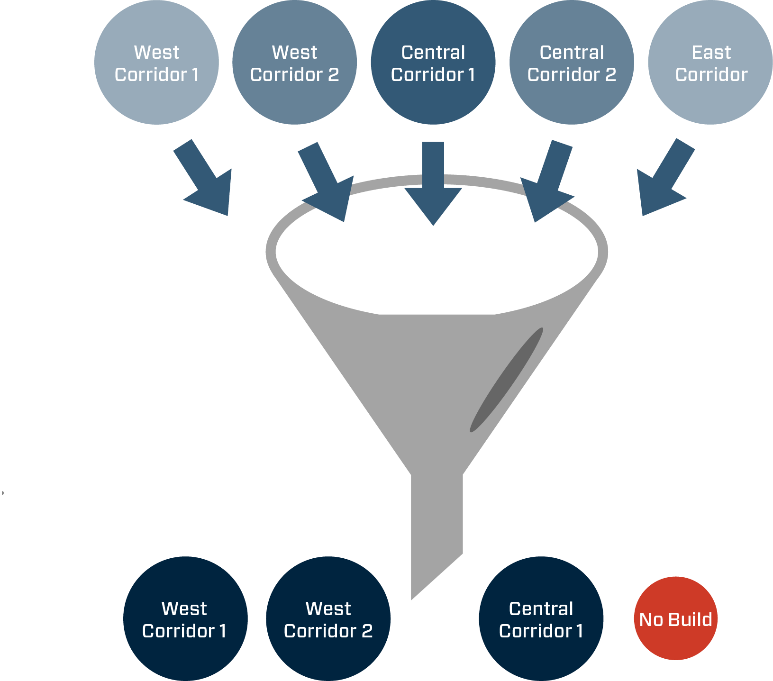 West
Corridor 1
West
Corridor 2
Central
Corridor 1
Central
Corridor 2
East
Corridor
West
Corridor 1
West
Corridor 2
Central
Corridor 1
No Build